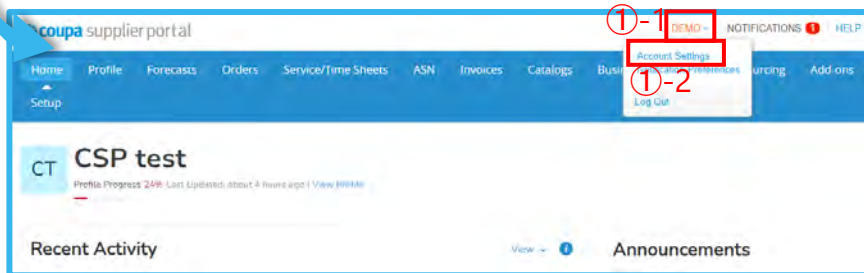 coupa supplier portal
①-1
DEMO
NOTIFICATIONS 1
HELP
Home Profile Forecasts Orders Service/Time Sheets ASN Invoices Catalogs Add-ons
Account Settings
①-2
Preferences
Log Out
Setup
CT CSP test
Profile Progress 24% Last Updated: about 4 hours ago | View Profile
Recent Activity
View
Announcements